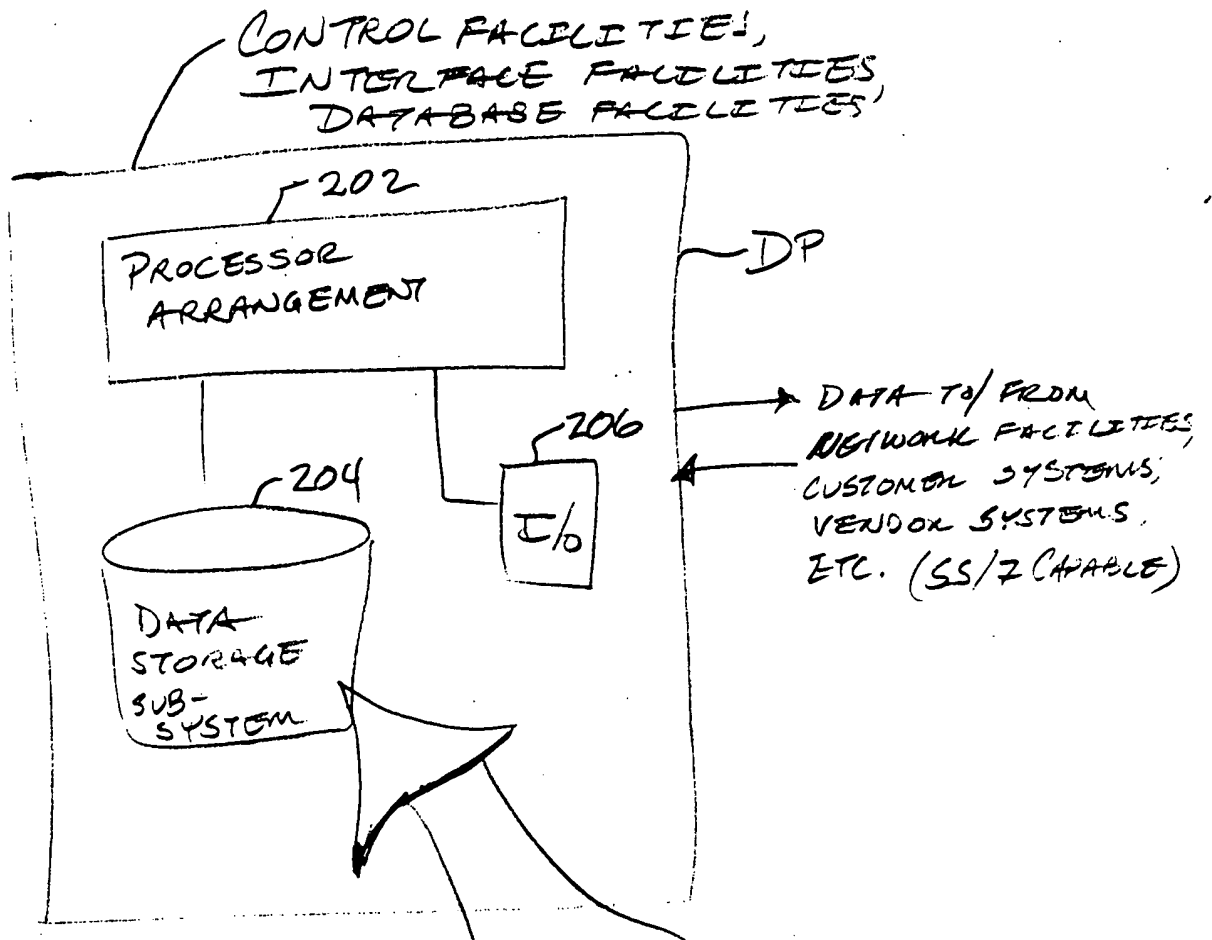 CONTROL FACILITIES,
INTERFACE FACILITIES,
DATABASE FACILITIES
202
PROCESSOR
ARRANGEMENT
DP
DATA TO/FROM
NETWORK FACILITIES,
CUSTOMER SYSTEMS,
VENDOR SYSTEMS,
ETC. (SS/7 CAPABLE)
206
I/O
204
DATA
STORAGE
SUB-
SYSTEM